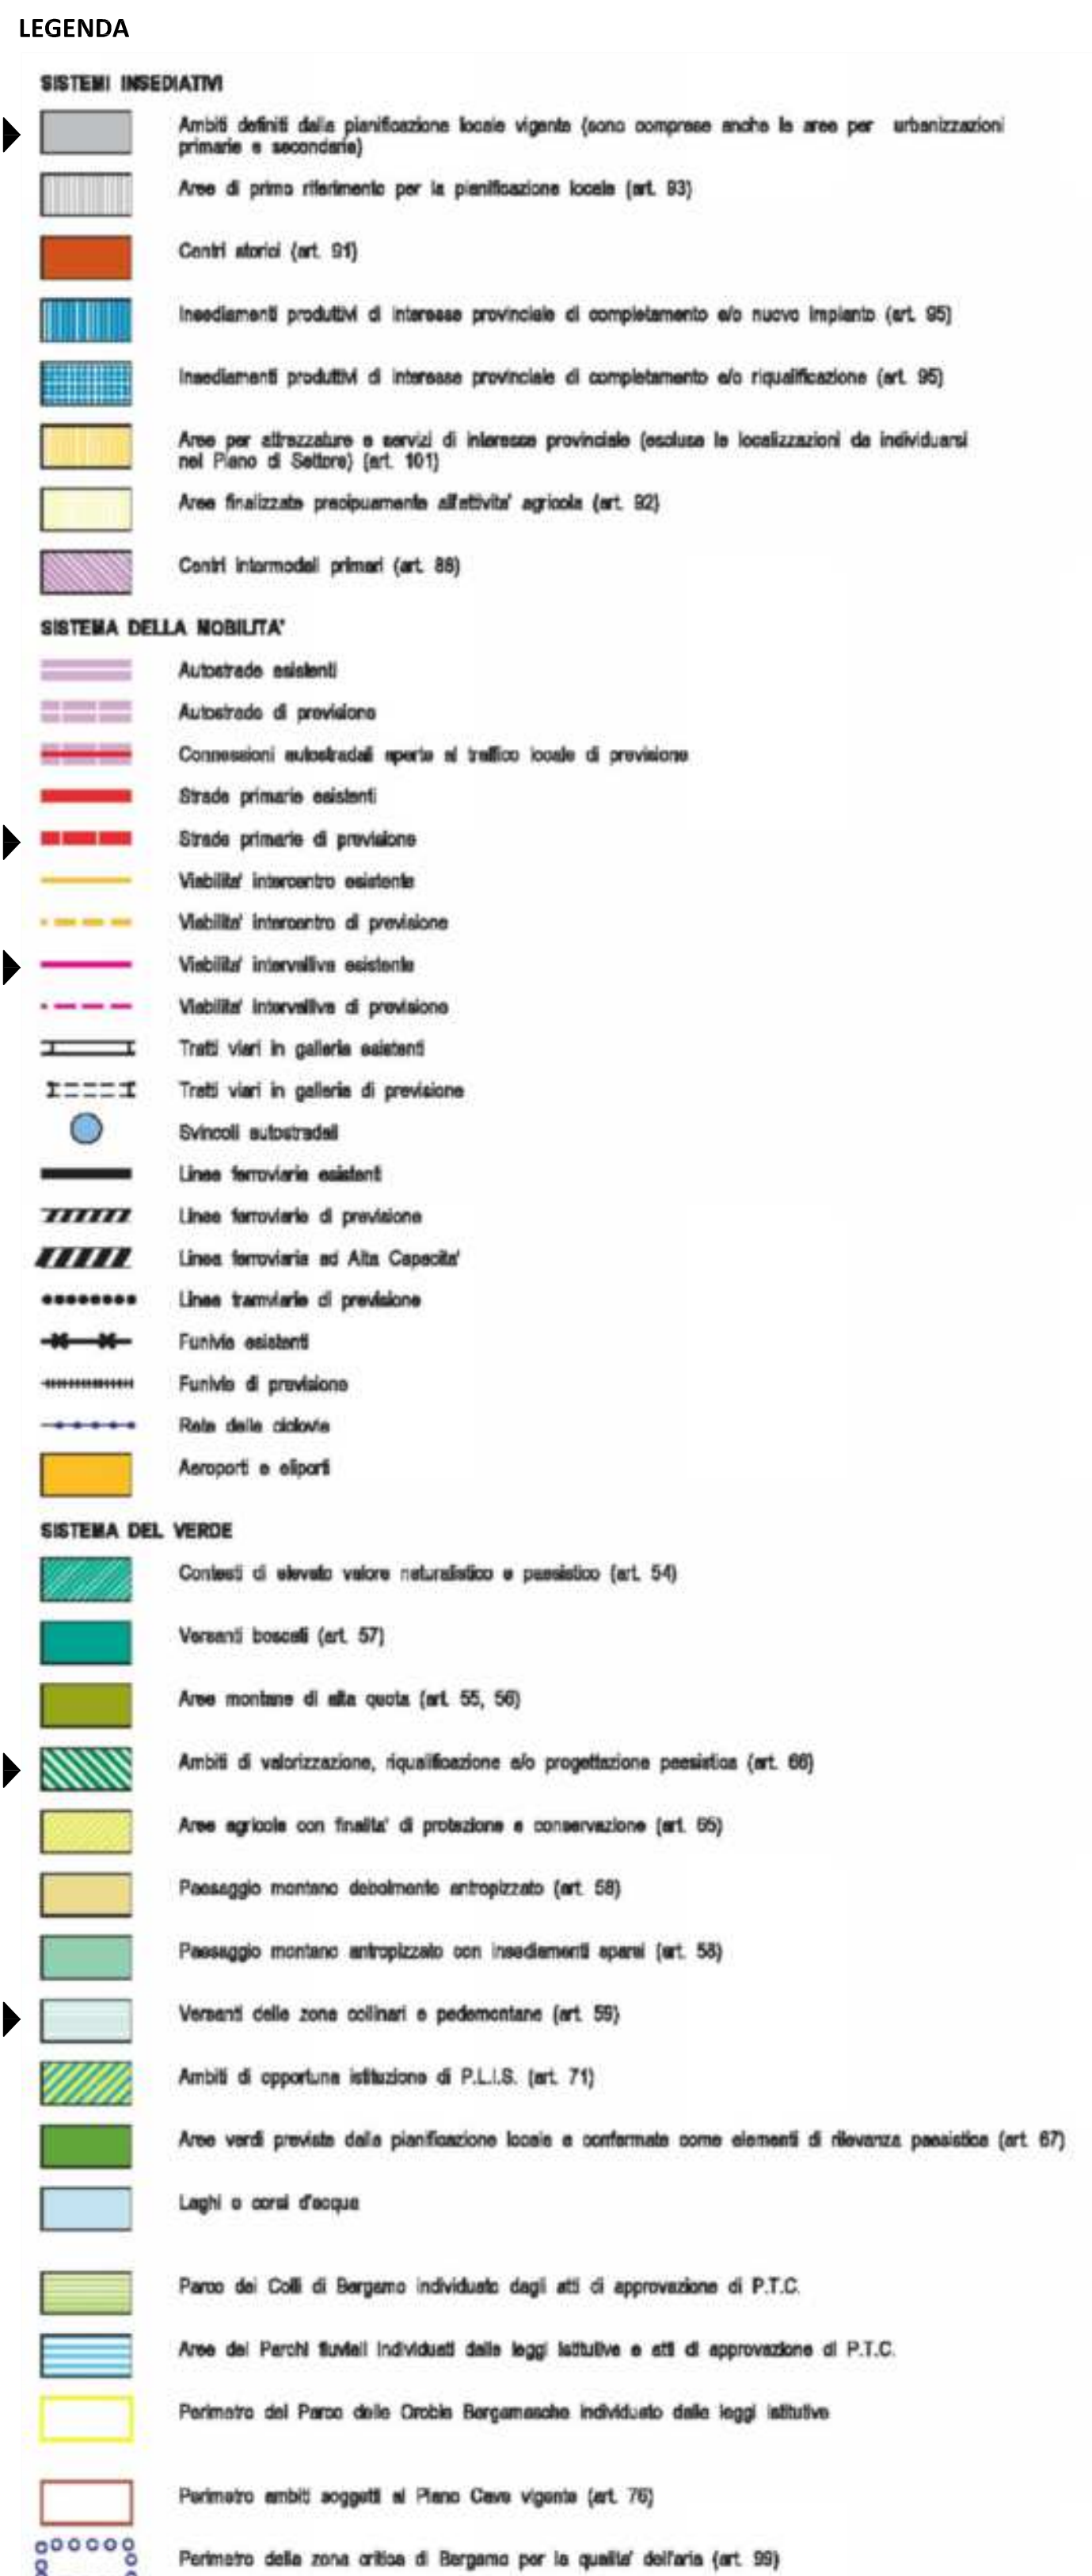 LEGENDA
SISTEMI INSEDIATIVI
Ambiti definiti dalla pianificazione locale vigente (sono comprese anche le aree per urbanizzazioni
primarie e secondarie)
Aree di primo riferimento per la pianificazione locale (art. 93)
Centri storici (art. 91)
Insediamenti produttivi di interesse provinciale di completamento e/o nuovo impianto (art. 95)
Insediamenti produttivi di interesse provinciale di completamento e/o riqualificazione (art. 95)
Aree per attrezzature e servizi di interesse provinciale (escluse le localizzazioni da individuarsi
nel Piano di Settore) (art. 101)
Aree finalizzate precipuamente all'attivita' agricola (art. 92)
Centri intermodali primari (art. 88)
SISTEMA DELLA MOBILITA'
Autostrade esistenti
Autostrade di previsione
Connessioni autostradali aperte al traffico locale di previsione
Strade primarie esistenti
Strade primarie di previsione
Viabilita' intercentro esistente
Viabilita' intercentro di previsione
Viabilita' intervalliva esistente
Viabilita' intervalliva di previsione
Tratti viari in galleria esistenti
Tratti viari in galleria di previsione
Svincoli autostradali
Linee ferroviarie esistenti
Linee ferroviarie di previsione
Linea ferroviaria ad Alta Capacita'
Linee tramviarie di previsione
Funivie esistenti
Funivie di previsione
Rete delle ciclovie
Aeroporti e eliporti
SISTEMA DEL VERDE
Contesti di elevato valore naturalistico e paesistico (art. 54)
Versanti boscati (art. 57)
Aree montane di alta quota (art. 55, 56)
Ambiti di valorizzazione, riqualificazione e/o progettazione paesistica (art. 66)
Aree agricole con finalita' di protezione e conservazione (art. 65)
Paesaggio montano debolmente antropizzato (art. 58)
Paesaggio montano antropizzato con insediamenti sparsi (art. 58)
Versanti delle zone collinari e pedemontane (art. 59)
Ambiti di opportuna istituzione di P.L.I.S. (art. 71)
Aree verdi previste dalla pianificazione locale e confermate come elementi di rilevanza paesistica (art. 67)
Laghi e corsi d'acqua
Parco dei Colli di Bergamo individuato dagli atti di approvazione di P.T.C.
Aree dei Parchi fluviali individuati dalle leggi istitutive e atti di approvazione di P.T.C.
Perimetro del Parco delle Orobie Bergamasche individuato dalle leggi istitutive
Perimetro ambiti soggetti al Piano Cave vigente (art. 76)
Perimetro della zona critica di Bergamo per la qualita' dell'aria (art. 99)